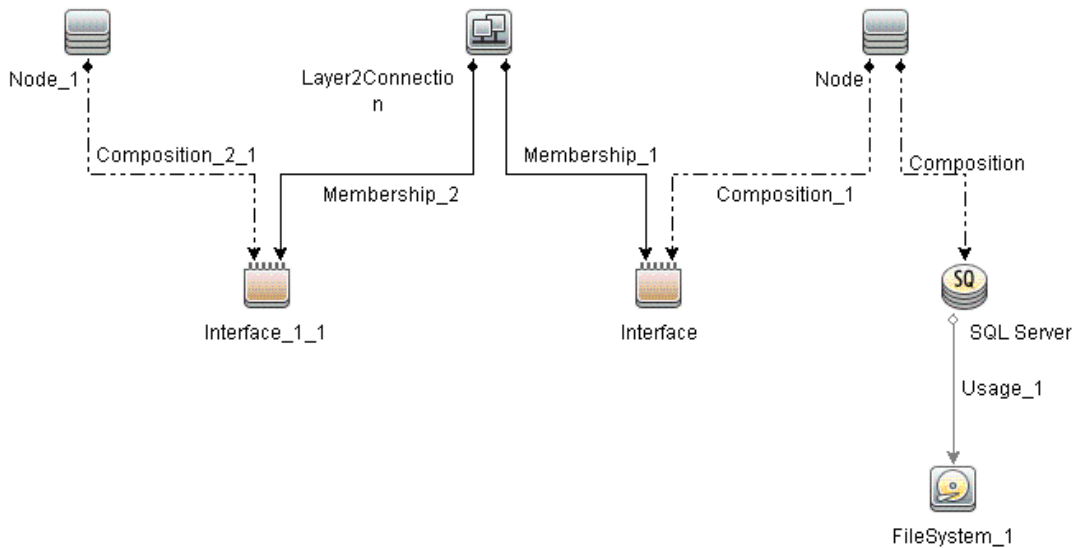 Node_1
Layer2Connectio
n
Node
Composition_2_1
Membership_1
Composition
Membership_2
Composition_1
SQ
Interface_1_1
Interface
SQL Server
Usage_1
FileSystem_1